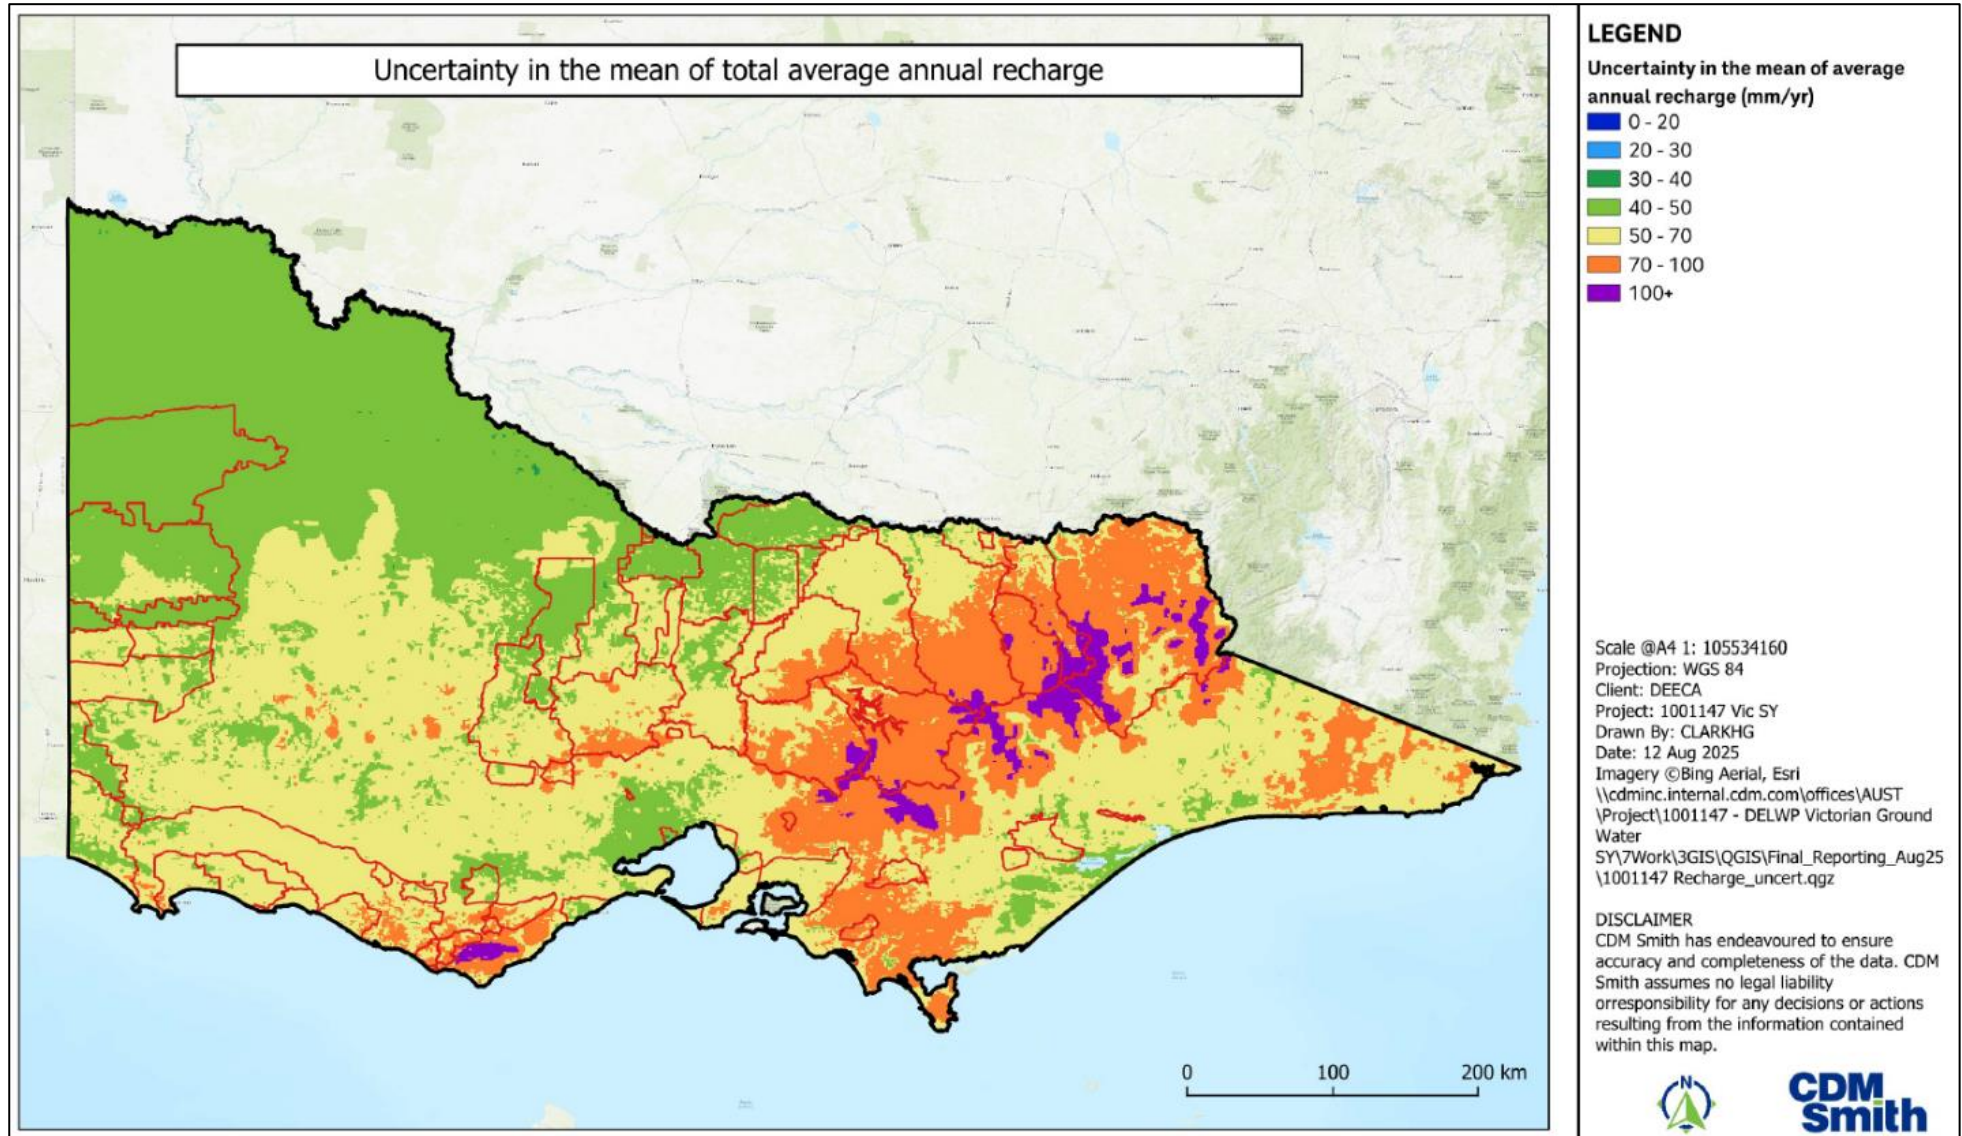 Uncertainty in the mean of total average annual recharge
LEGEND
Uncertainty in the mean of average
annual recharge (mm/yr)
0 - 20
20 - 30
30 - 40
40 - 50
50 - 70
70 - 100
100+
Scale @A4 1: 105534160
Projection: WGS 84
Client: DEECA
Project: 1001147 Vic SY
Drawn By: CLARKHG
Date: 12 Aug 2025
Imagery ©Bing Aerial, Esri
\\cdminc.internal.cdm.com\offices\AUST
\Project\1001147 - DELWP Victorian Ground
Water
SY\7Work\3GIS\QGIS\Final_Reporting_Aug25
\1001147 Recharge_uncert.qgz
DISCLAIMER
CDM Smith has endeavoured to ensure
accuracy and completeness of the data. CDM
Smith assumes no legal liability
orresponsibility for any decisions or actions
resulting from the information contained
within this map.
0 100 200 km
N
CDM
Smith